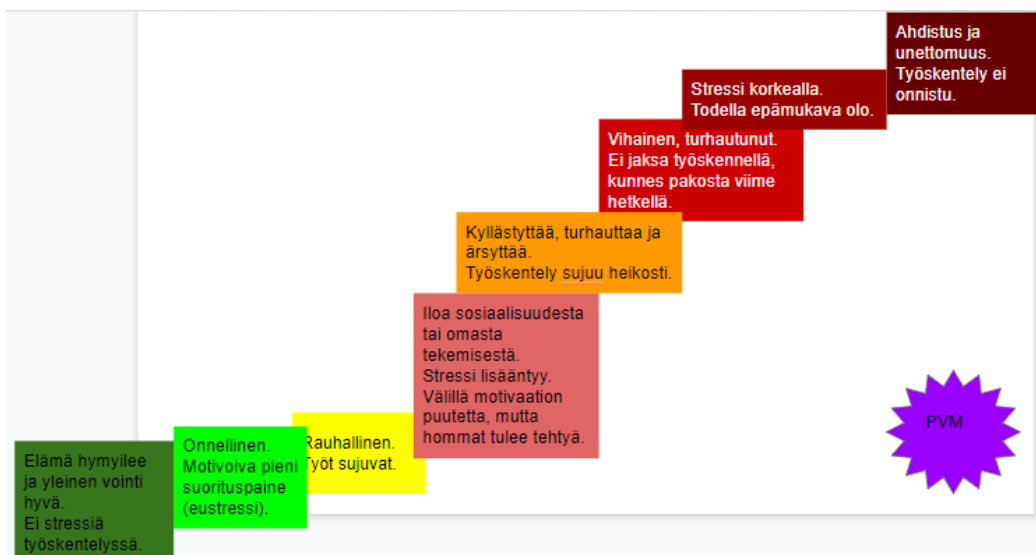 Elämä hymyilee
ja yleinen vointi
hyvä.
Ei stressiä
työskentelyssä.
Onnellinen.
Motivoiva pieni
suorituspaine
(eustressi).
Rauhallinen.
Työt sujuvat.
Iloa sosiaalisuudesta
tai omasta
tekemisestä.
Stressi lisääntyy.
Välillä motivaation
puutetta, mutta
hommat tulee tehtyä.
Kyllästyttää, turhauttaa ja
ärsyttää.
Työskentely sujuu heikosti.
Vihainen, turhautunut.
Ei jaksa työskennellä,
kunnes pakosta viime
hetkellä.
Stressi korkealla.
Todella epämukava olo.
Ahdistus ja
unettomuus.
Työskentely ei
onnistu.
PVM